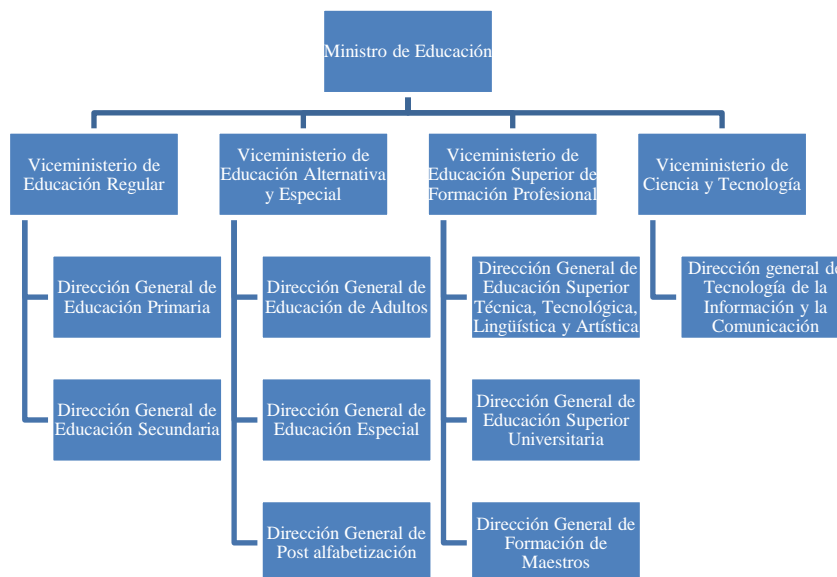 Ministro de
Educación
Viceministerio de
Educación Regular
Viceministerio de
Educación Alternativa
y Especial
Viceministerio de
Educación Superior de
Formación Profesional
Viceministerio de
Ciencia y Tecnología
Dirección General de
Educación Primaria
Dirección General de
Educación de Adultos
Dirección General de
Educación Superior
Técnica, Tecnológica,
Lingüística y Artística
Dirección general de
Tecnología de la
Información y la
Comunicación
Dirección General de
Educación Secundaria
Dirección General de
Educación Especial
Dirección General de
Educación Superior
Universitaria
Dirección General de
Post alfabetización
Dirección General de
Formación de
Maestros